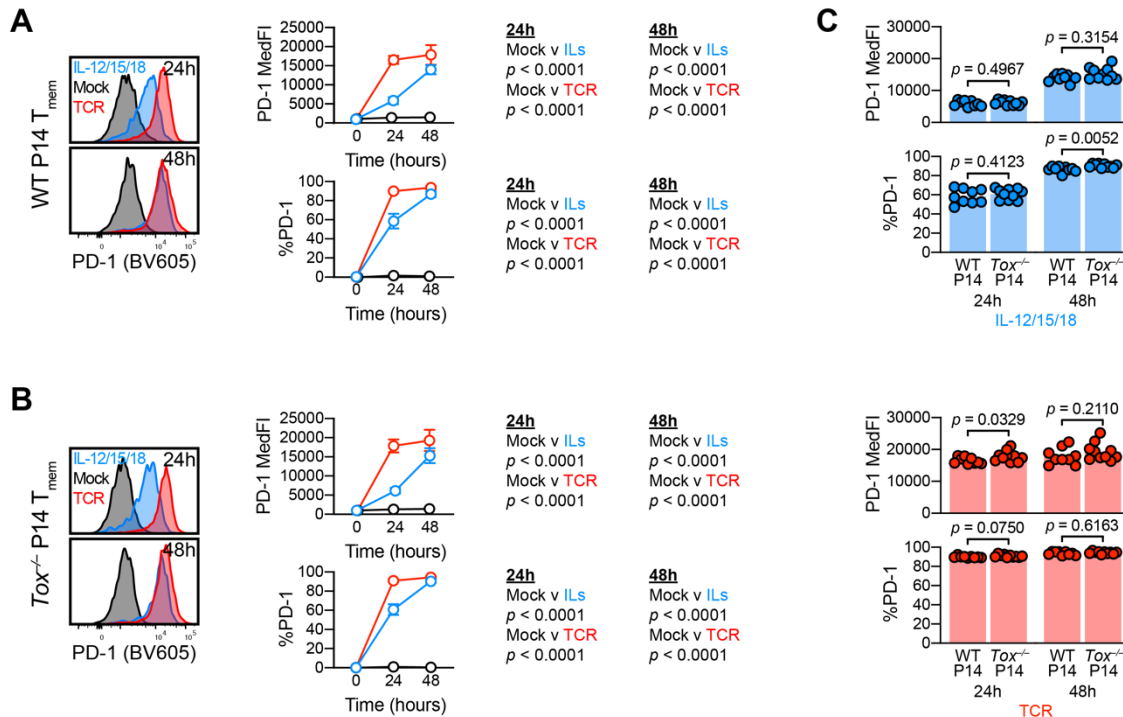 A
WT P14 Tmem
IL-12/15/18
Mock
TCR
24h
48h
0 10⁴ 10⁵
PD-1 (BV605)
PD-1 MedFI
25000
20000
15000
10000
5000
0
0 24 48
Time (hours)
%PD-1
100
80
60
40
20
0
0 24 48
Time (hours)
24h
Mock v ILs
p < 0.0001
Mock v TCR
p < 0.0001
48h
Mock v ILs
p < 0.0001
Mock v TCR
p < 0.0001
24h
Mock v ILs
p < 0.0001
Mock v TCR
p < 0.0001
48h
Mock v ILs
p < 0.0001
Mock v TCR
p < 0.0001
B
Tox⁻/⁻ P14 Tmem
IL-12/15/18
Mock
TCR
24h
48h
0 10⁴ 10⁵
PD-1 (BV605)
PD-1 MedFI
25000
20000
15000
10000
5000
0
0 24 48
Time (hours)
%PD-1
100
80
60
40
20
0
0 24 48
Time (hours)
24h
Mock v ILs
p < 0.0001
Mock v TCR
p < 0.0001
48h
Mock v ILs
p < 0.0001
Mock v TCR
p < 0.0001
24h
Mock v ILs
p < 0.0001
Mock v TCR
p < 0.0001
48h
Mock v ILs
p < 0.0001
Mock v TCR
p < 0.0001
C
PD-1 MedFI
30000
20000
10000
0
p = 0.4967
p = 0.3154
%PD-1
100
80
60
40
20
0
p = 0.4123
p = 0.0052
WT P14
Tox⁻/⁻ P14
WT P14
Tox⁻/⁻ P14
24h
48h
IL-12/15/18
PD-1 MedFI
30000
20000
10000
0
p = 0.0329
p = 0.2110
%PD-1
100
80
60
40
20
0
p = 0.0750
p = 0.6163
WT P14
Tox⁻/⁻ P14
WT P14
Tox⁻/⁻ P14
24h
48h
TCR